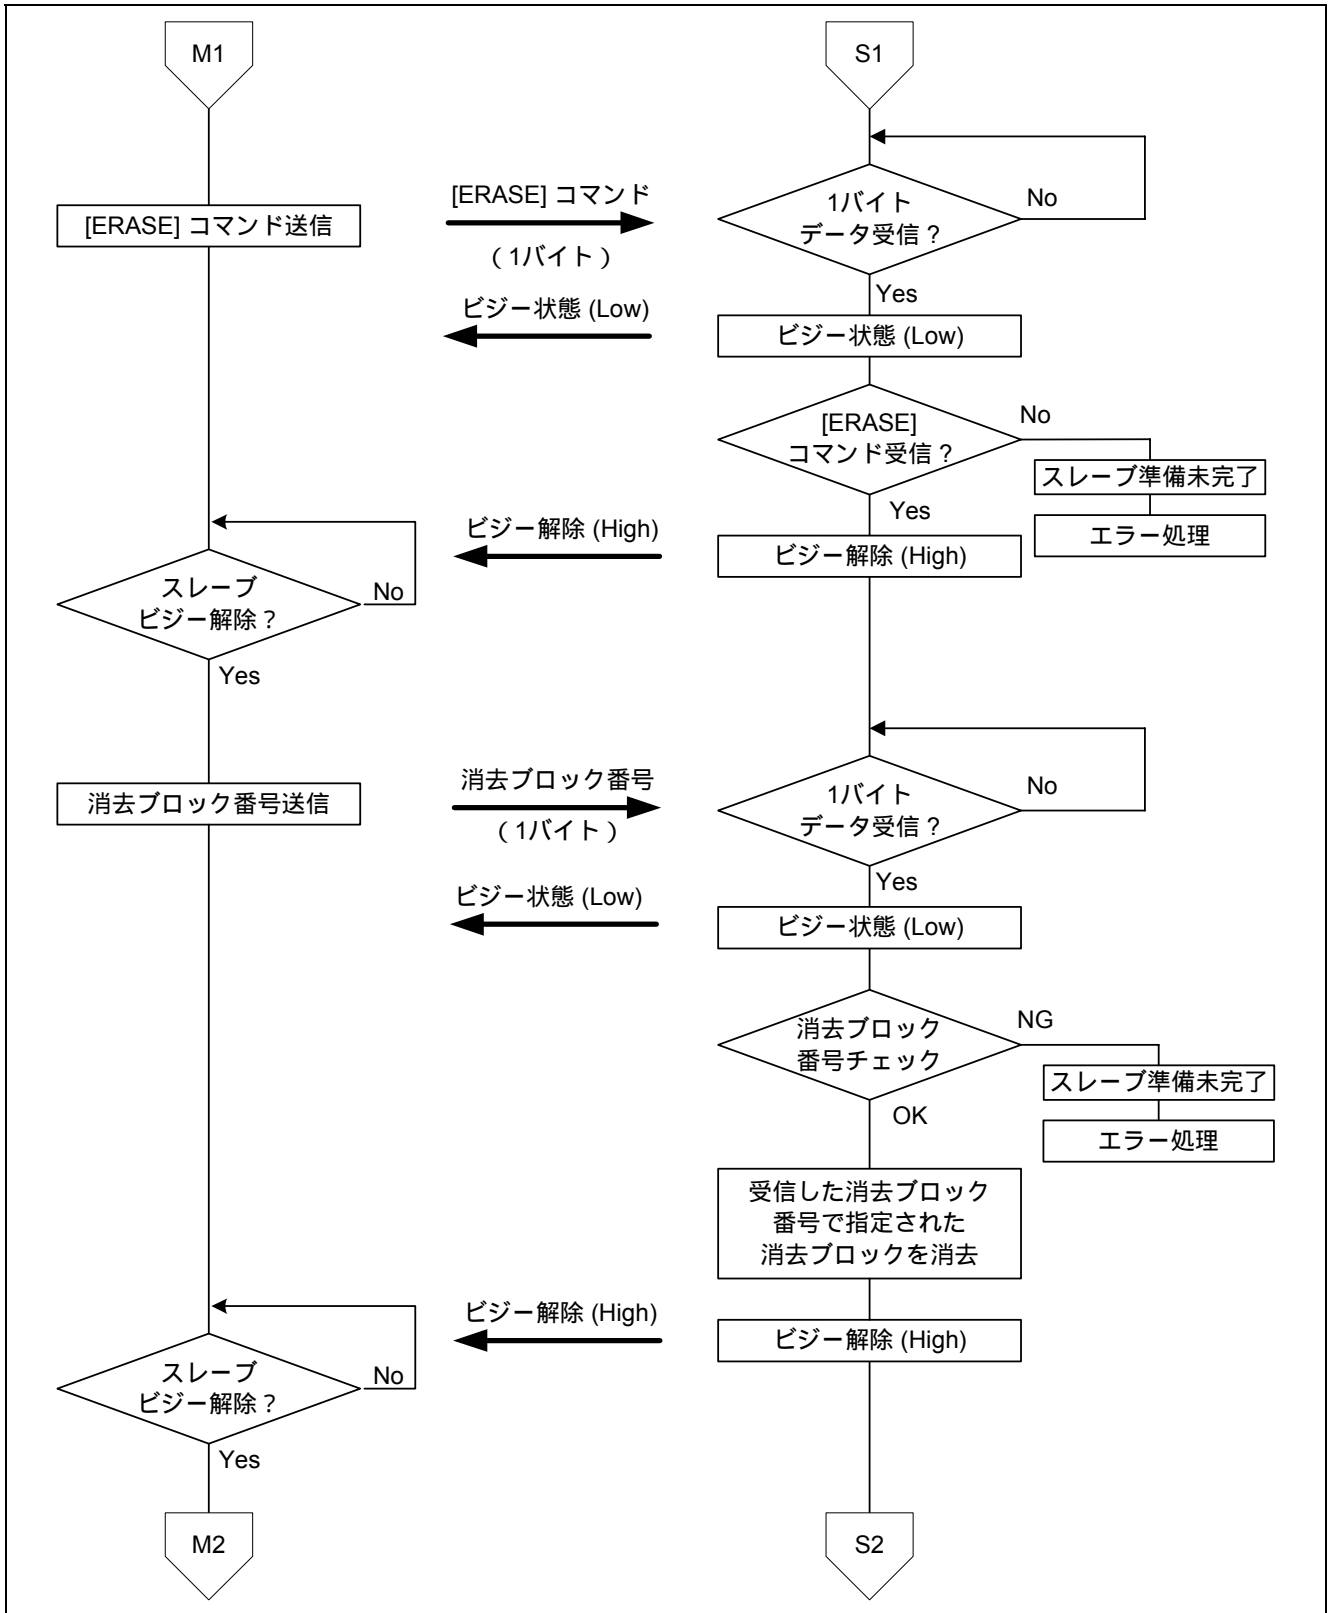 M1
S1
[ERASE] コマンド送信
[ERASE] コマンド
（1バイト）
1バイト
データ受信？
No
Yes
ビジー状態 (Low)
ビジー状態 (Low)
[ERASE]
コマンド受信？
No
スレーブ準備未完了
エラー処理
Yes
ビジー解除 (High)
ビジー解除 (High)
スレーブ
ビジー解除？
No
Yes
消去ブロック番号送信
消去ブロック番号
（1バイト）
1バイト
データ受信？
No
Yes
ビジー状態 (Low)
ビジー状態 (Low)
消去ブロック
番号チェック
NG
スレーブ準備未完了
エラー処理
OK
受信した消去ブロック
番号で指定された
消去ブロックを消去
ビジー解除 (High)
ビジー解除 (High)
スレーブ
ビジー解除？
No
Yes
M2
S2